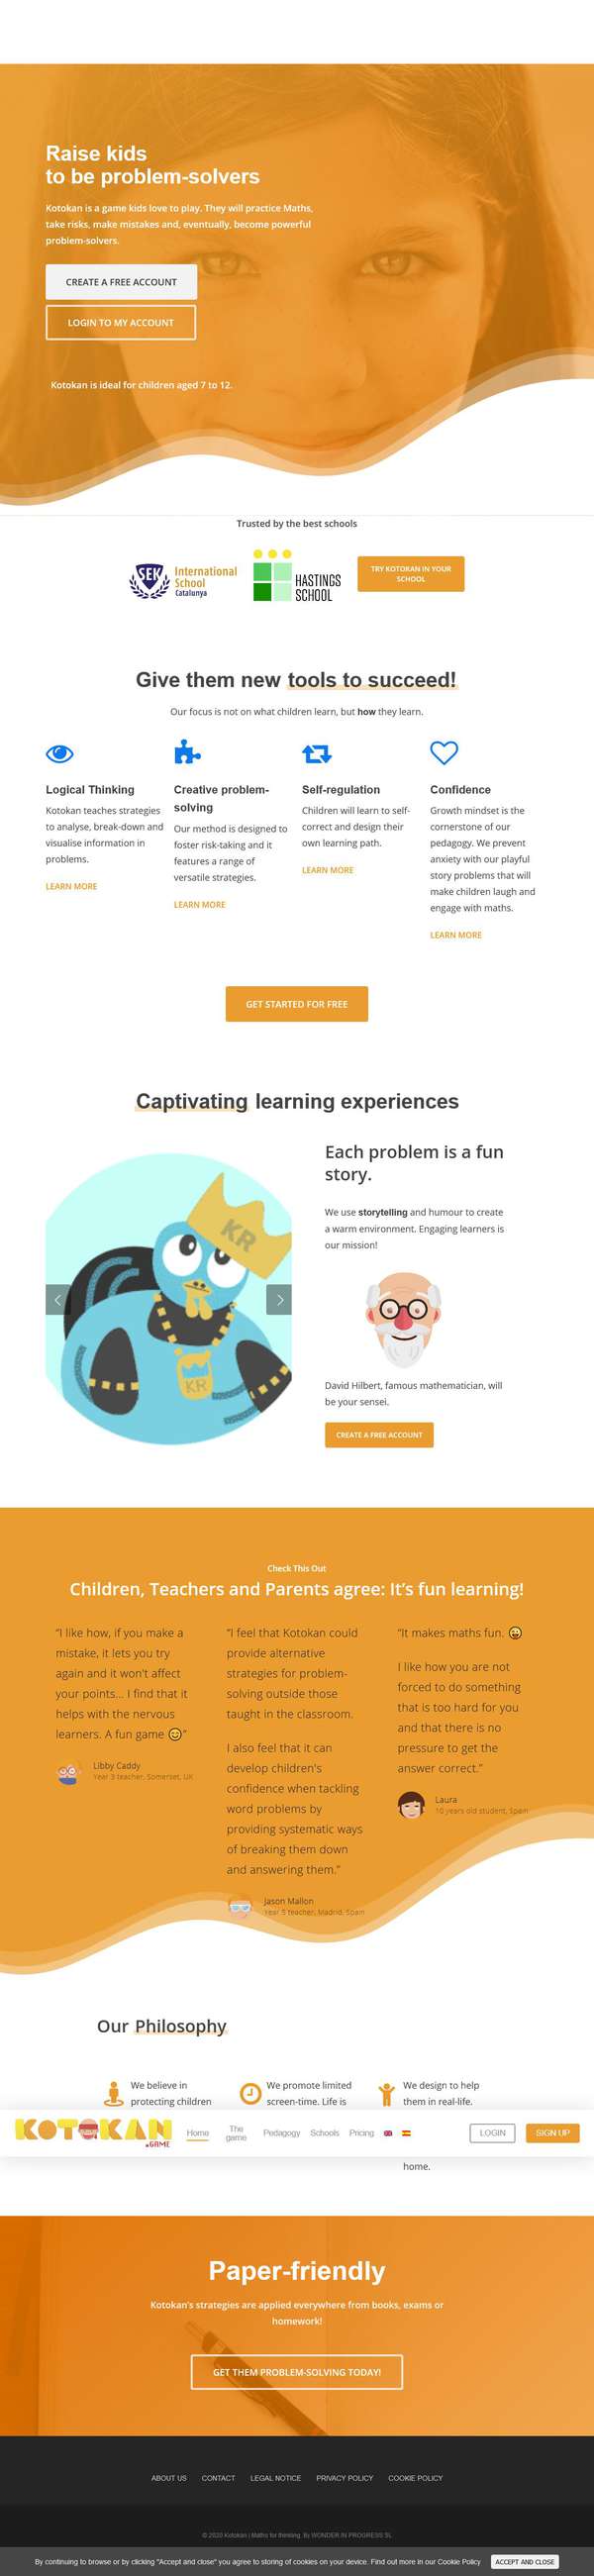 Raise kids
to be problem-solvers
Kotokan is a game kids love to play. They will practice Maths,
take risks, make mistakes and, eventually, become powerful
problem-solvers.
CREATE A FREE ACCOUNT
LOGIN TO MY ACCOUNT
Kotokan is ideal for children aged 7 to 12.
Trusted by the best schools
SEK
International
School
Catalunya
HASTINGS
SCHOOL
TRY KOTOKAN IN YOUR
SCHOOL
Give them new tools to succeed!
Our focus is not on what children learn, but how they learn.
Logical Thinking
Kotokan teaches strategies
to analyse, break-down and
visualise information in
problems.
LEARN MORE
Creative problem-
solving
Our method is designed to
foster risk-taking and it
features a range of
versatile strategies.
LEARN MORE
Self-regulation
Children will learn to self-
correct and design their
own learning path.
LEARN MORE
Confidence
Growth mindset is the
cornerstone of our
pedagogy. We prevent
anxiety with our playful
story problems that will
make children laugh and
engage with maths.
LEARN MORE
GET STARTED FOR FREE
Captivating learning experiences
KR
KR
Each problem is a fun
story.
We use storytelling and humour to create
a warm environment. Engaging learners is
our mission!
David Hilbert, famous mathematician, will
be your sensei.
CREATE A FREE ACCOUNT
Check This Out
Children, Teachers and Parents agree: It's fun learning!
"I like how, if you make a
mistake, it lets you try
again and it won't affect
your points... I find that it
helps with the nervous
learners. A fun game 😊"
Libby Caddy
Year 3 teacher, Somerset, UK
"I feel that Kotokan could
provide alternative
strategies for problem-
solving outside those
taught in the classroom.
I also feel that it can
develop children's
confidence when tackling
word problems by
providing systematic ways
of breaking them down
and answering them."
Jason Mallon
Year 5 teacher, Madrid, Spain
"It makes maths fun. 😄
I like how you are not
forced to do something
that is too hard for you
and that there is no
pressure to get the
answer correct."
Laura
10 years old student, Spain
Our Philosophy
We believe in
protecting children
We promote limited
screen-time. Life is
We design to help
them in real-life.
KOTOKAN
.GAME
Home
The
game
Pedagogy
Schools
Pricing
LOGIN
SIGN UP
home.
Paper-friendly
Kotokan's strategies are applied everywhere from books, exams or
homework!
GET THEM PROBLEM-SOLVING TODAY!
ABOUT US
CONTACT
LEGAL NOTICE
PRIVACY POLICY
COOKIE POLICY
© 2020 Kotokan | Maths for thinking. By WONDER IN PROGRESS SL.
By continuing to browse or by clicking "Accept and close" you agree to storing of cookies on your device. Find out more in our Cookie Policy
ACCEPT AND CLOSE